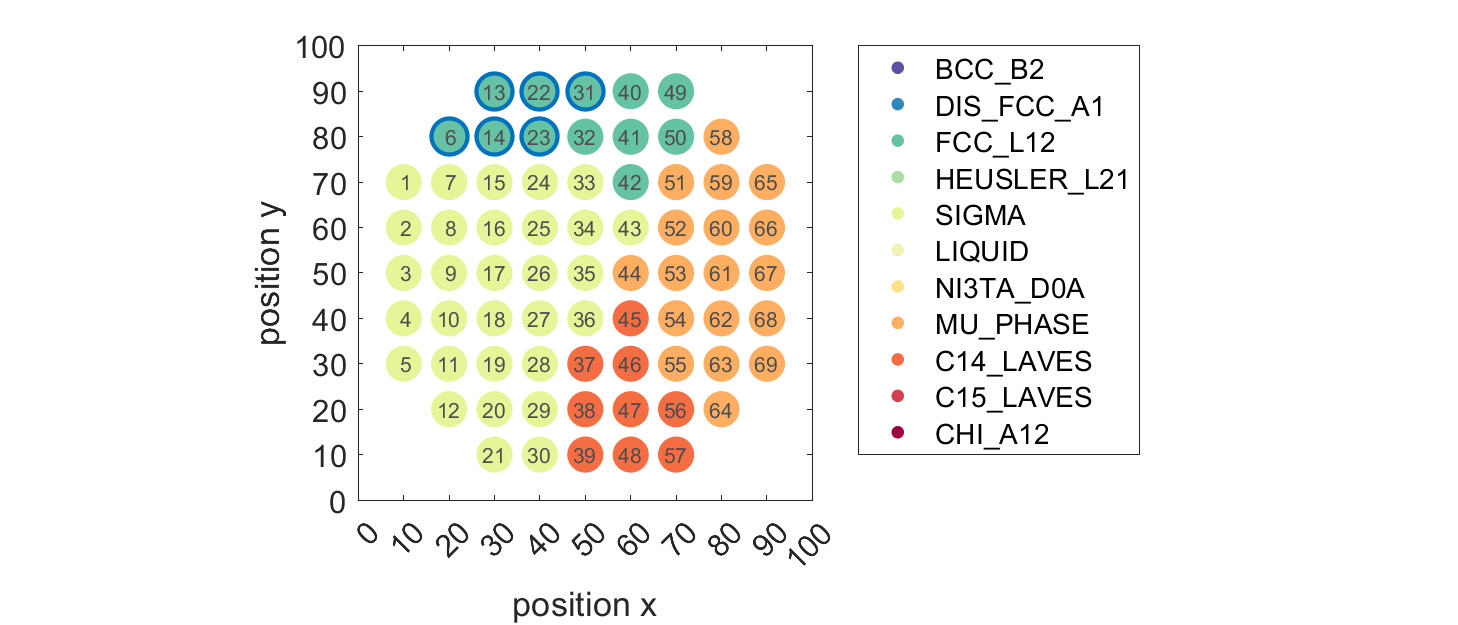 100
90 13 22 31 40 49
80 6 14 23 32 41 50 58
70 1 7 15 24 33 42 51 59 65
60 2 8 16 25 34 43 52 60 66
50 3 9 17 26 35 44 53 61 67
40 4 10 18 27 36 45 54 62 68
30 5 11 19 28 37 46 55 63 69
20 12 20 29 38 47 56 64
10 21 30 39 48 57
0
0 10 20 30 40 50 60 70 80 90 100
position x
position y
BCC_B2
DIS_FCC_A1
FCC_L12
HEUSLER_L21
SIGMA
LIQUID
NI3TA_D0A
MU_PHASE
C14_LAVES
C15_LAVES
CHI_A12